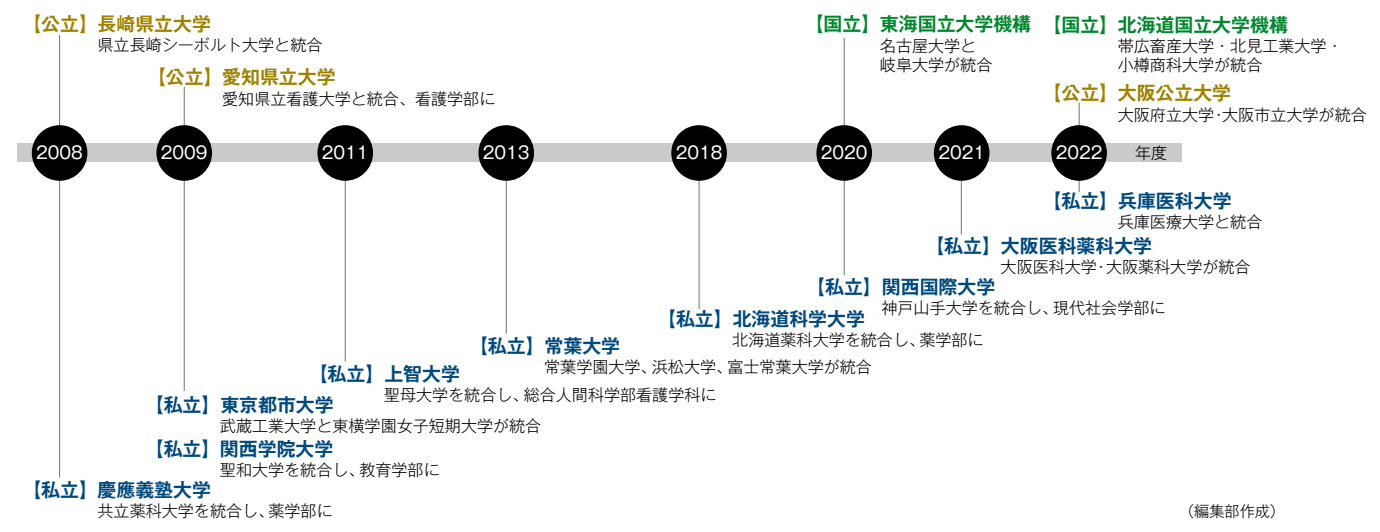 【公立】長崎県立大学
県立長崎シーボルト大学と統合
【公立】愛知県立大学
愛知県立看護大学と統合、看護学部に
【国立】東海国立大学機構
名古屋大学と
岐阜大学が統合
【国立】北海道国立大学機構
帯広畜産大学・北見工業大学・
小樽商科大学が統合
【公立】大阪公立大学
大阪府立大学・大阪市立大学が統合
2008 2009 2011 2013 2018 2020 2021 2022 年度
【私立】兵庫医科大学
兵庫医療大学と統合
【私立】大阪医科薬科大学
大阪医科大学・大阪薬科大学が統合
【私立】関西国際大学
神戸山手大学を統合し、現代社会学部に
【私立】北海道科学大学
北海道薬科大学を統合し、薬学部に
【私立】常葉大学
常葉学園大学、浜松大学、富士常葉大学が統合
【私立】上智大学
聖母大学を統合し、総合人間科学部看護学科に
【私立】東京都市大学
武蔵工業大学と東横学園女子短期大学が統合
【私立】関西学院大学
聖和大学を統合し、教育学部に
【私立】慶應義塾大学
共立薬科大学を統合し、薬学部に
（編集部作成）